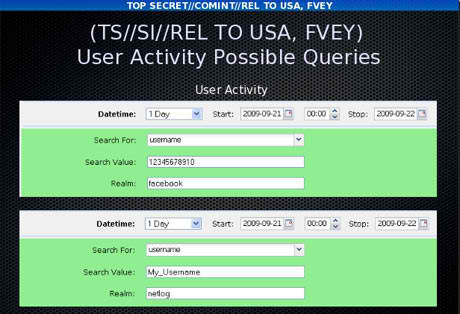 TOP SECRET//COMINT//REL TO USA, FVEY
(TS//SI//REL TO USA, FVEY)
User Activity Possible Queries
User Activity
Datetime: 1 Day Start: 2009-09-21 00:00 Stop: 2009-09-22
Search For: username
Search Value: 12345678910
Realm: facebook
Datetime: 1 Day Start: 2009-09-21 00:00 Stop: 2009-09-22
Search For: username
Search Value: My_Username
Realm: netlog